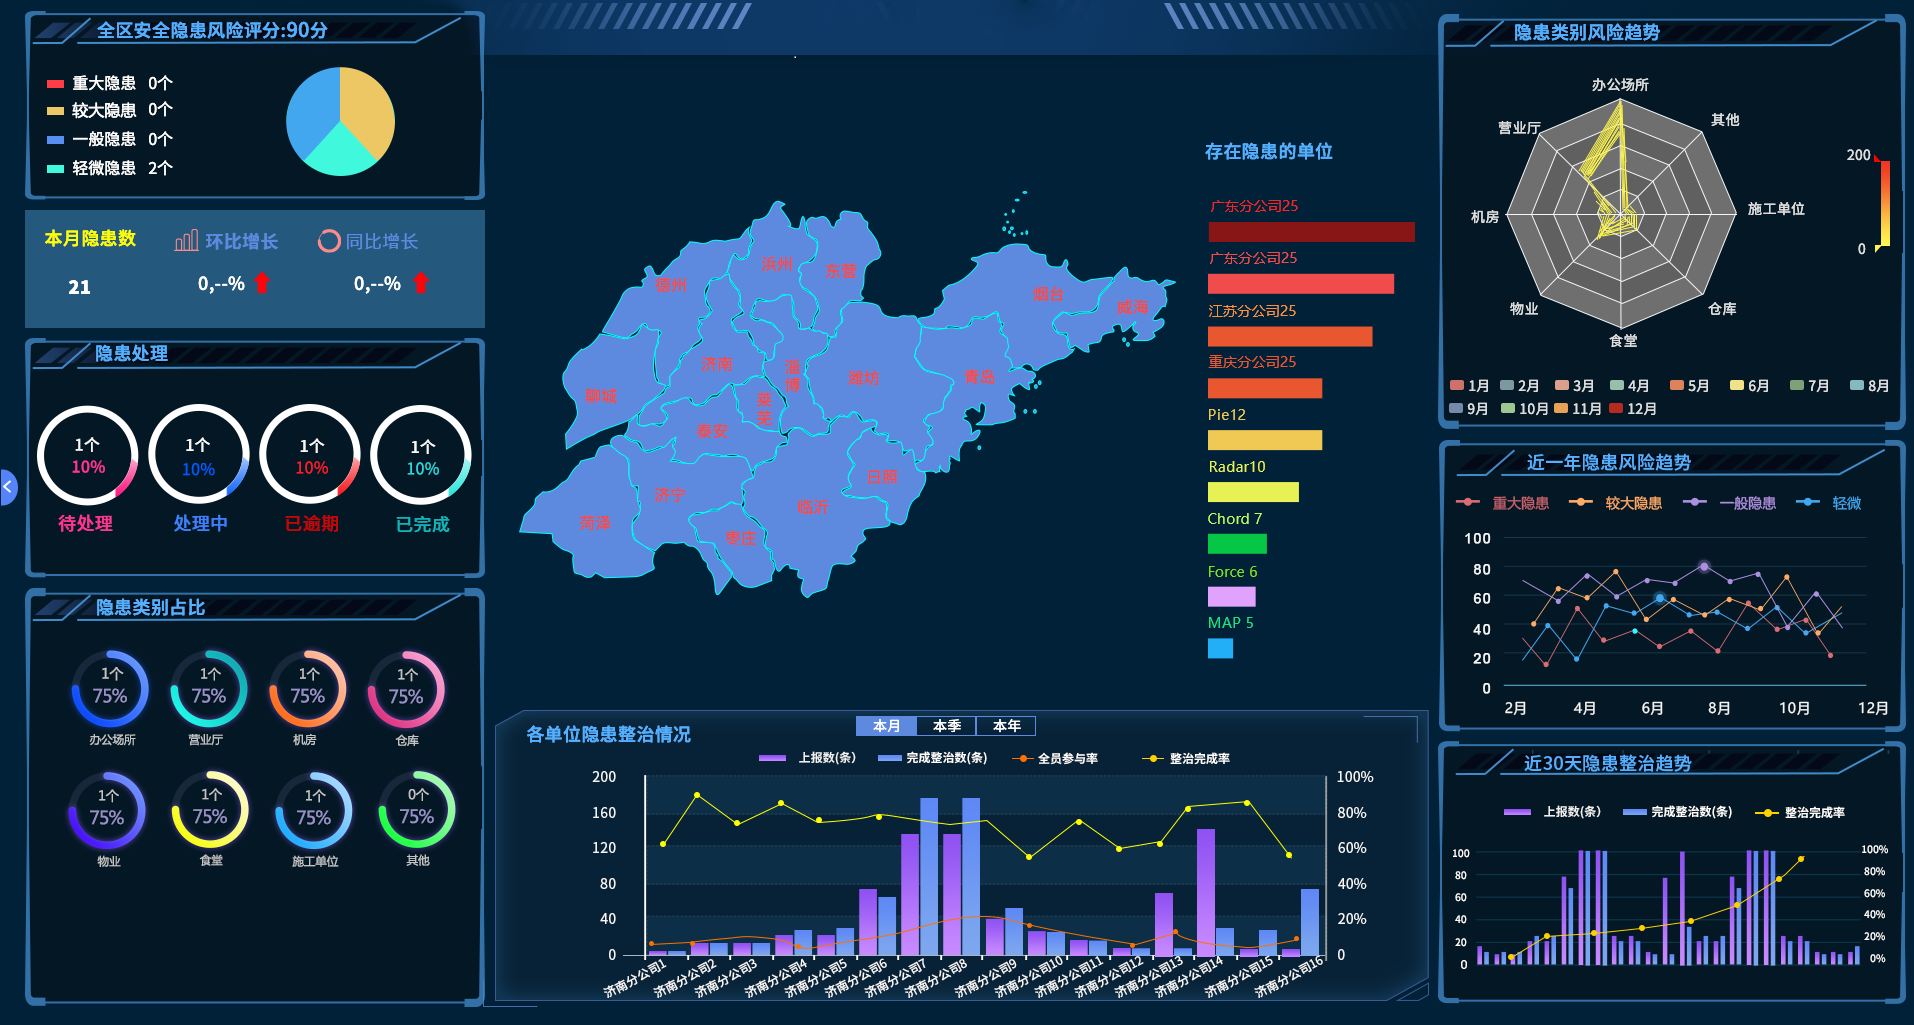 全区安全隐患风险评分:90分
重大隐患 0个
较大隐患 0个
一般隐患 0个
轻微隐患 2个
本月隐患数
21
环比增长
0,--%
同比增长
0,--%
隐患处理
1个
10%
待处理
1个
10%
处理中
1个
10%
已逾期
1个
10%
已完成
隐患类别占比
1个
75%
办公场所
1个
75%
营业厅
1个
75%
机房
1个
75%
仓库
1个
75%
物业
1个
75%
食堂
1个
75%
施工单位
0个
75%
其他
德州
滨州
东营
烟台
威海
济南
淄博
潍坊
青岛
聊城
莱芜
泰安
日照
济宁
临沂
菏泽
枣庄
存在隐患的单位
广东分公司25
广东分公司25
江苏分公司25
重庆分公司25
Pie12
Radar10
Chord 7
Force 6
MAP 5
各单位隐患整治情况
本月 本季 本年
上报数(条) 完成整治数(条) 全员参与率 整治完成率
200
160
120
80
40
0
100%
80%
60%
40%
20%
0
济南分公司1
济南分公司2
济南分公司3
济南分公司4
济南分公司5
济南分公司6
济南分公司7
济南分公司8
济南分公司9
济南分公司10
济南分公司11
济南分公司12
济南分公司13
济南分公司14
济南分公司15
济南分公司16
隐患类别风险趋势
办公场所
其他
施工单位
仓库
食堂
物业
机房
营业厅
200
0
1月 2月 3月 4月 5月 6月 7月 8月
9月 10月 11月 12月
近一年隐患风险趋势
重大隐患 较大隐患 一般隐患 轻微
100
80
60
40
20
0
2月 4月 6月 8月 10月 12月
近30天隐患整治趋势
上报数(条) 完成整治数(条) 整治完成率
100
80
60
40
20
0
100%
80%
60%
40%
20%
0%